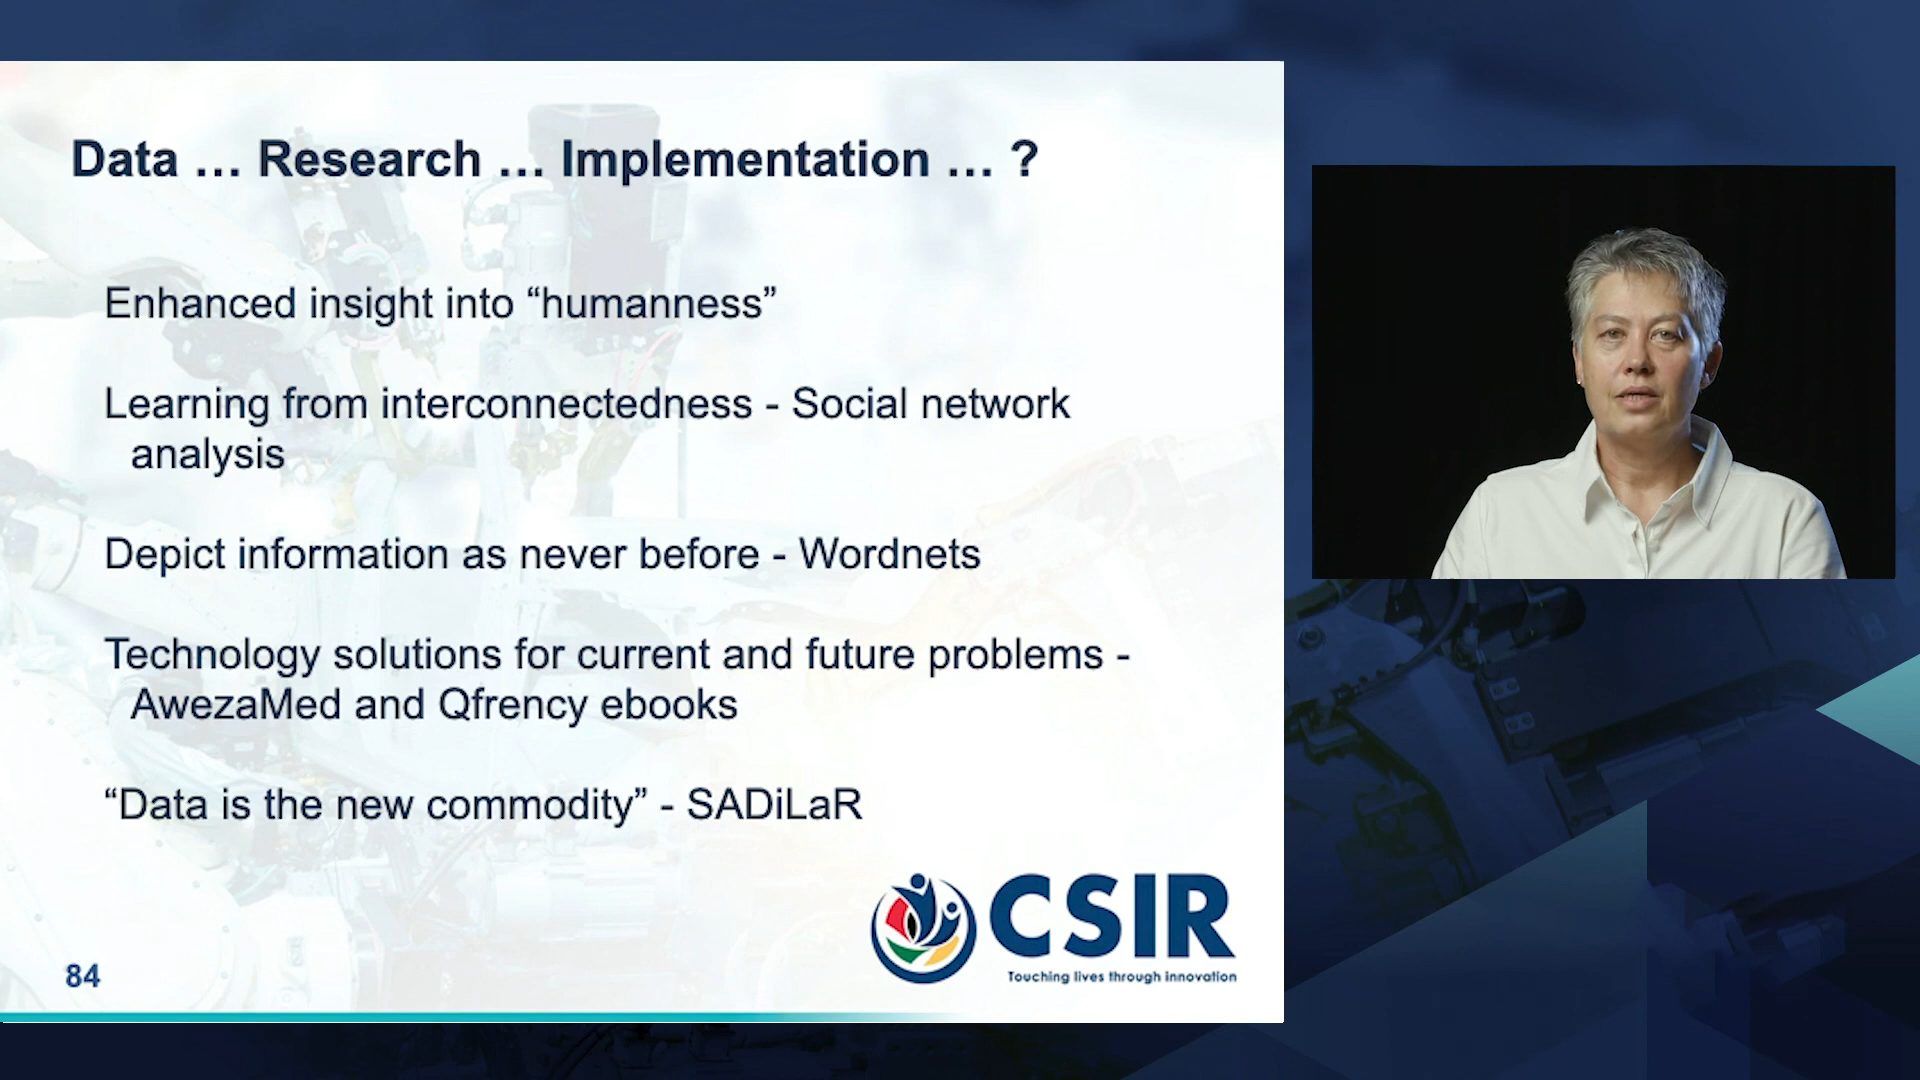 Data … Research … Implementation … ?
Enhanced insight into “humanness”
Learning from interconnectedness - Social network
analysis
Depict information as never before - Wordnets
Technology solutions for current and future problems -
AwezaMed and Qfrency ebooks
“Data is the new commodity” - SADiLaR
CSIR
Touching lives through innovation
84